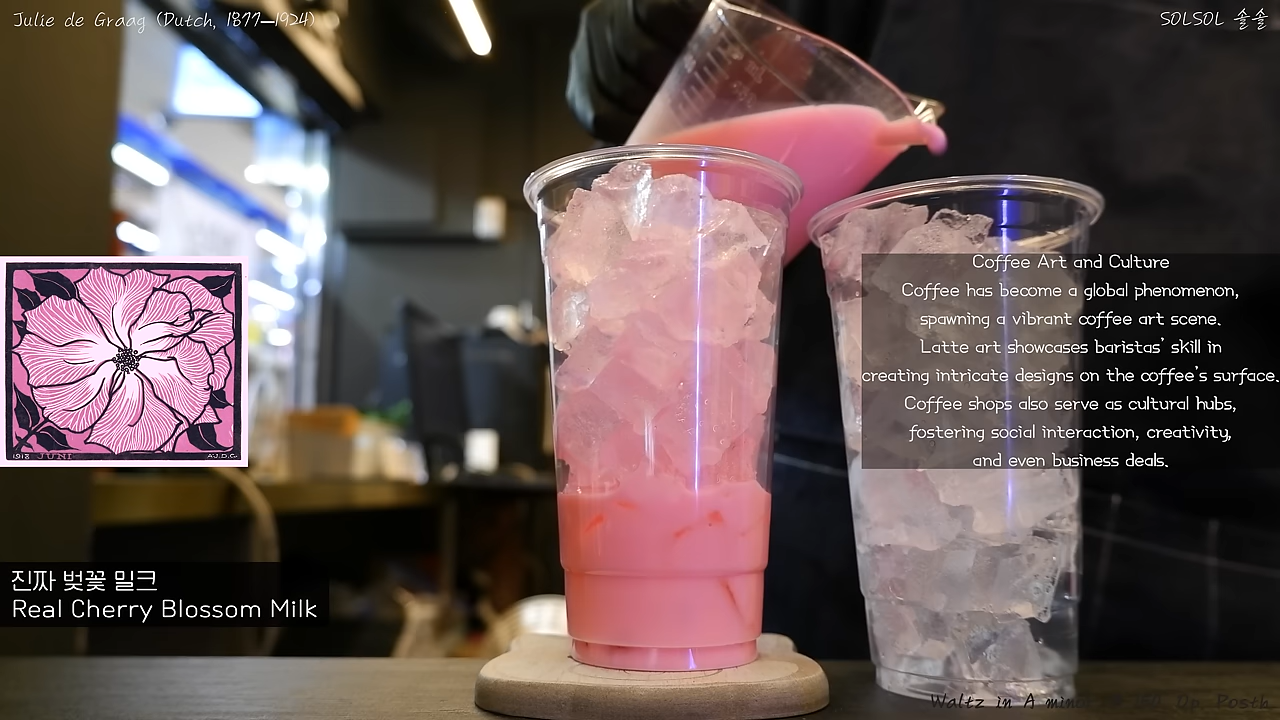 Julie de Graag (Dutch, 1877–1924)
SOLSOL 솔솔
Coffee Art and Culture
Coffee has become a global phenomenon,
spawning a vibrant coffee art scene.
Latte art showcases baristas' skill in
creating intricate designs on the coffee's surface.
Coffee shops also serve as cultural hubs,
fostering social interaction, creativity,
and even business deals.
1918 JUNI
A.J.D.G.
진짜 벚꽃 밀크
Real Cherry Blossom Milk
Waltz in A minor Op. Posth